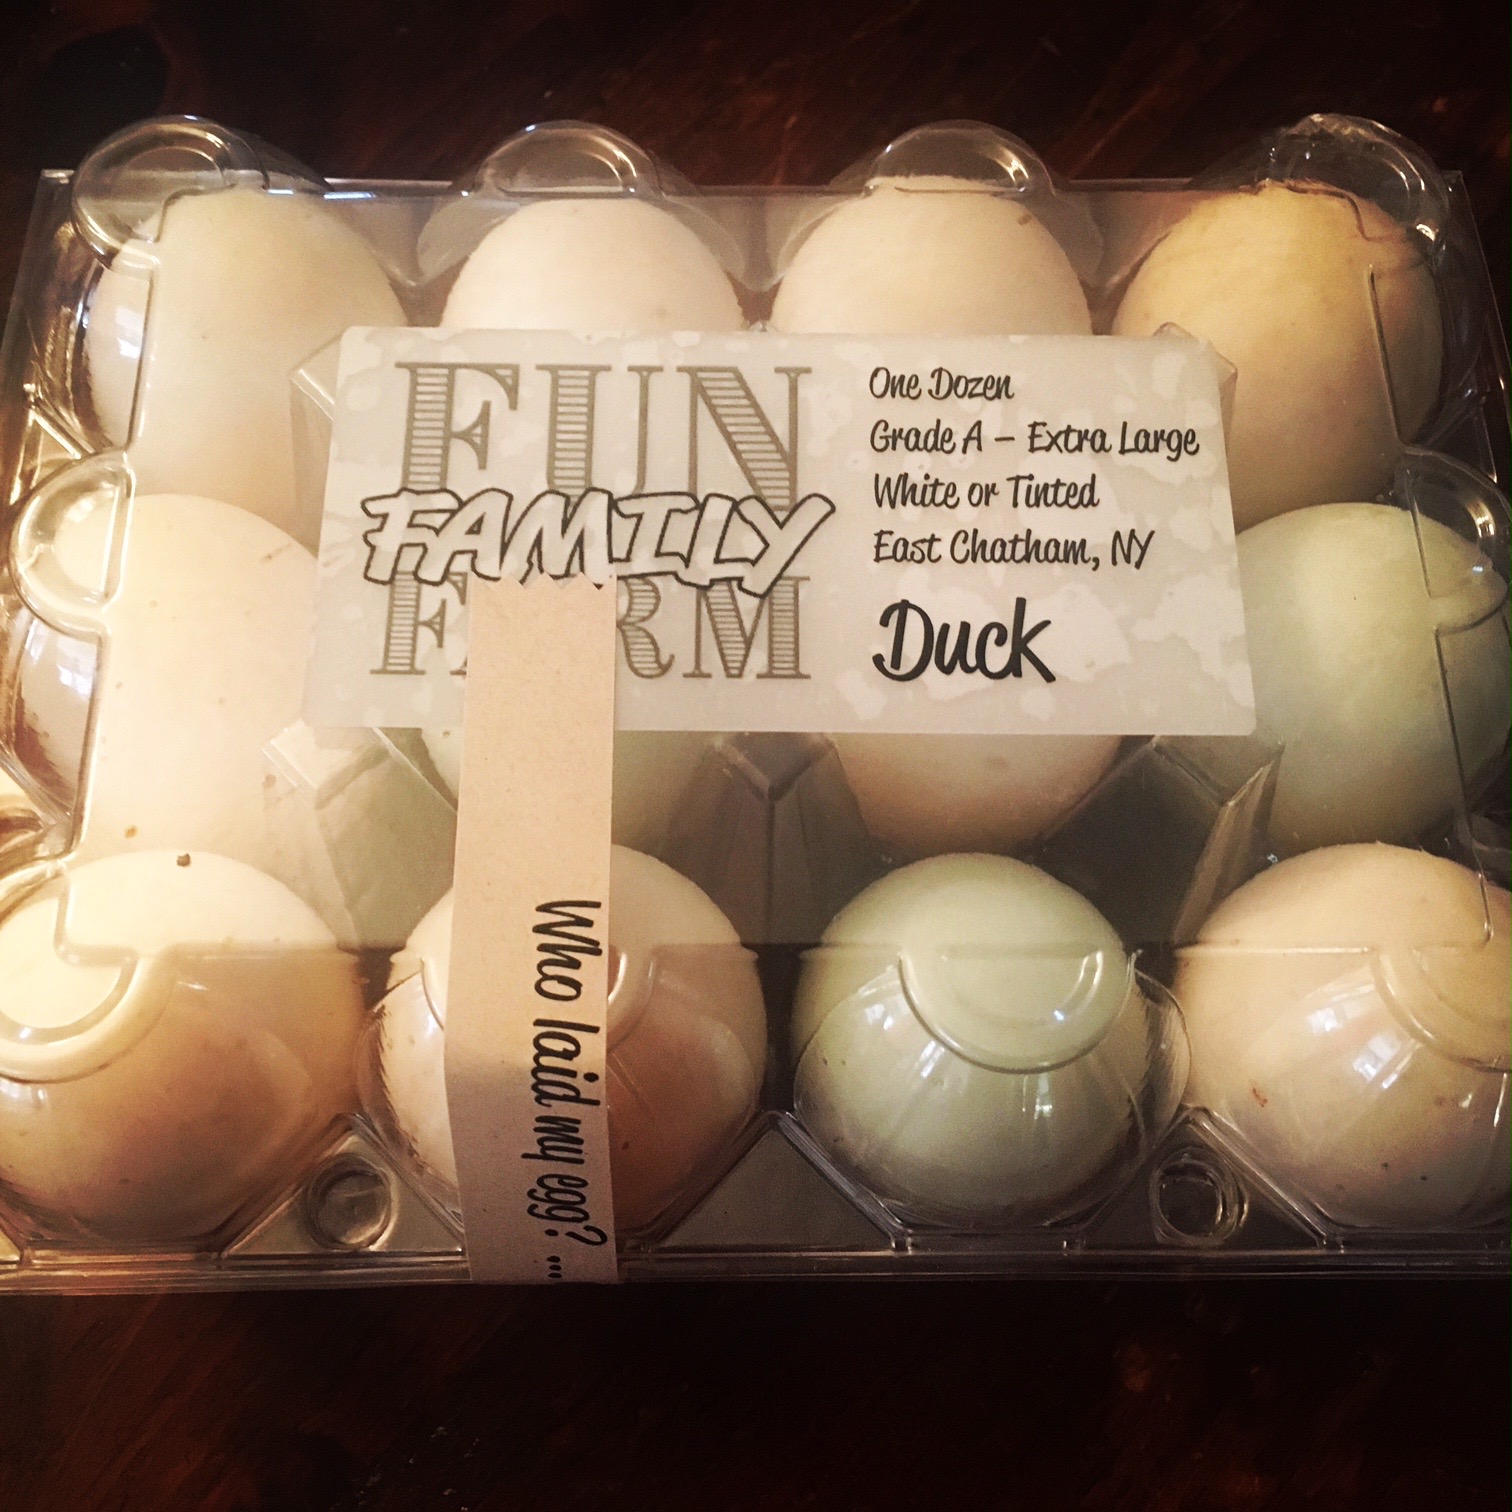 FUN
FAMILY
FARM
One Dozen
Grade A – Extra Large
White or Tinted
East Chatham, NY
Duck
Who laid my egg? ...